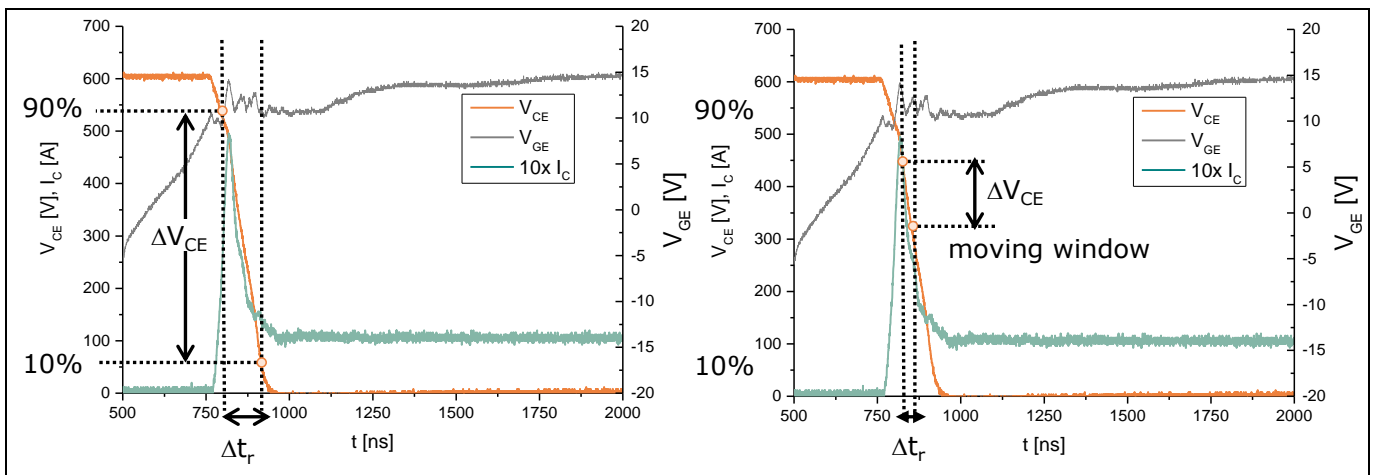 700
600
500
400
300
200
100
0
90%
10%
V_CE [V], I_C [A]
ΔV_CE
V_CE
V_GE
10x I_C
20
15
10
5
0
-5
-10
-15
-20
V_GE [V]
500 750 1000 1250 1500 1750 2000
t [ns]
Δt_r
700
600
500
400
300
200
100
0
90%
10%
V_CE [V], I_C [A]
V_CE
V_GE
10x I_C
ΔV_CE
moving window
20
15
10
5
0
-5
-10
-15
-20
V_GE [V]
500 750 1000 1250 1500 1750 2000
t [ns]
Δt_r